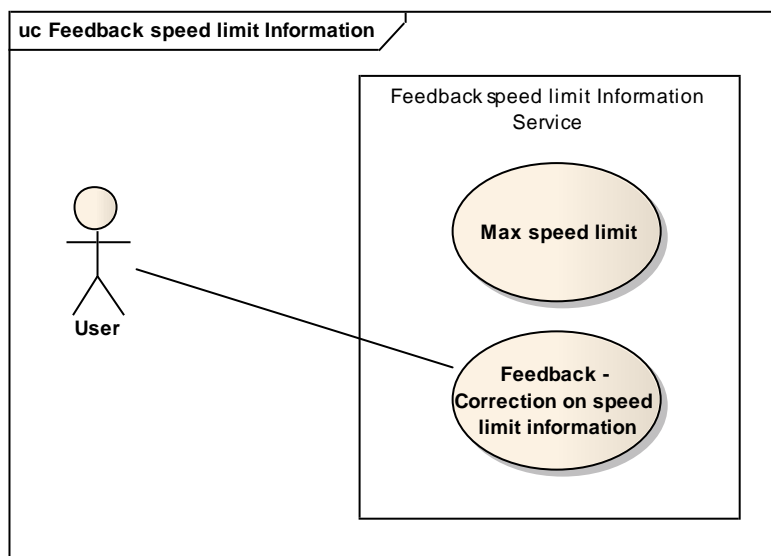 uc Feedback speed limit Information
Feedback speed limit Information
Service
Max speed limit
User
Feedback -
Correction on speed
limit information